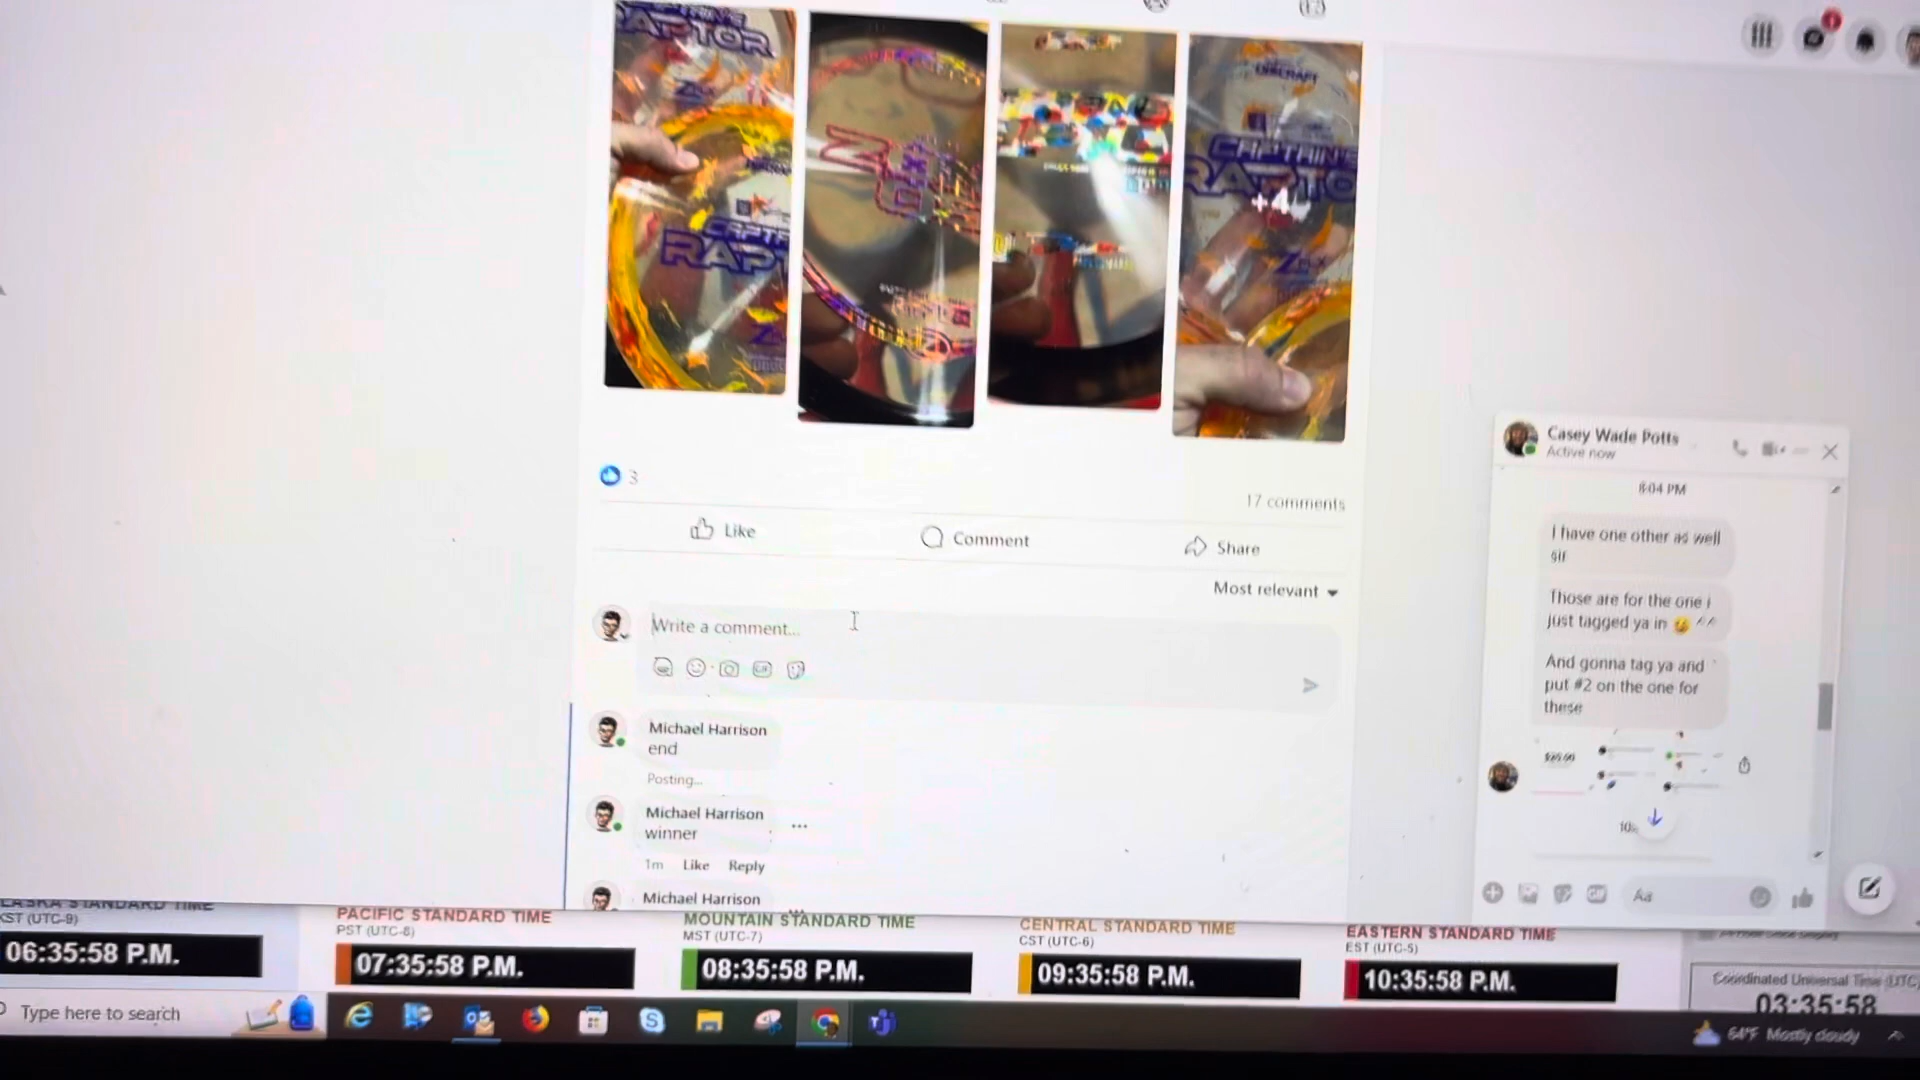 RAPTOR
CAPTAIN'S
RAPTO
+4
3
17 comments
Like
Comment
Share
Most relevant
Write a comment...
Michael Harrison
end
Posting...
Michael Harrison
winner
1m Like Reply
Michael Harrison
Casey Wade Potts
Active now
8:04 PM
I have one other as well
sir
Those are for the one i
just tagged ya in 😉 ^^
And gonna tag ya and
put #2 on the one for
these
Aa
STANDARD TIME
(UTC-9)
06:35:58 P.M.
PACIFIC STANDARD TIME
PST (UTC-8)
07:35:58 P.M.
MOUNTAIN STANDARD TIME
MST (UTC-7)
08:35:58 P.M.
CENTRAL STANDARD TIME
CST (UTC-6)
09:35:58 P.M.
EASTERN STANDARD TIME
EST (UTC-5)
10:35:58 P.M.
Coordinated Universal Time (UTC)
03:35:58
Type here to search
64°F Mostly cloudy